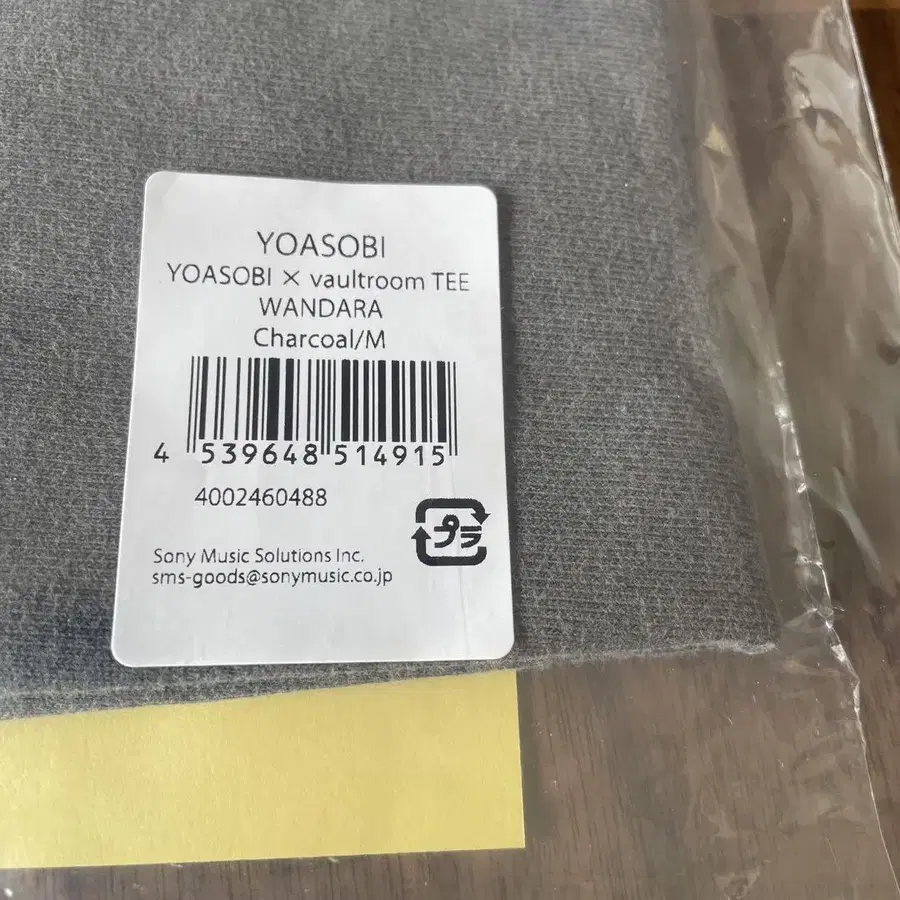 YOASOBI
YOASOBI × vaultroom TEE
WANDARA
Charcoal/M
4 539648 514915
4002460488
プラ
Sony Music Solutions Inc.
sms-goods@sonymusic.co.jp